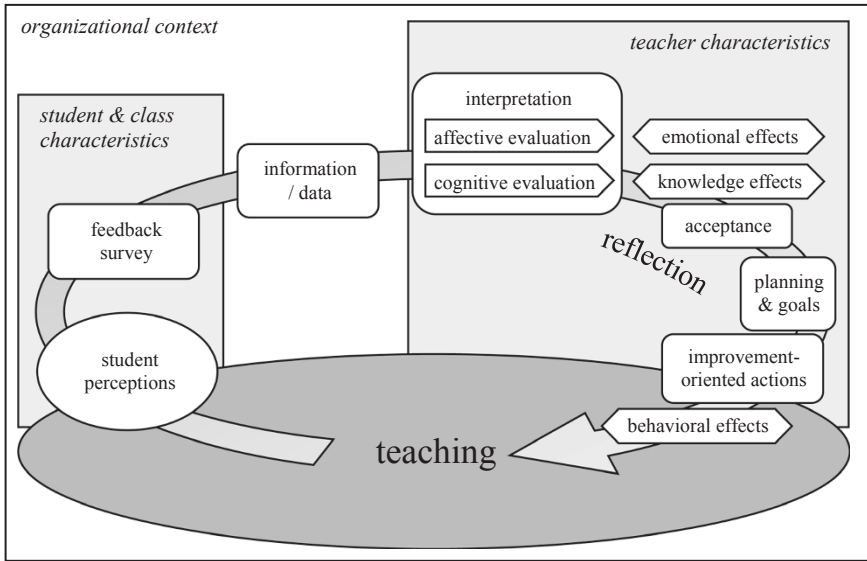 organizational context
teacher characteristics
student & class
characteristics
interpretation
affective evaluation
emotional effects
cognitive evaluation
knowledge effects
information
/ data
feedback
survey
acceptance
reflection
planning
& goals
student
perceptions
improvement-
oriented actions
behavioral effects
teaching